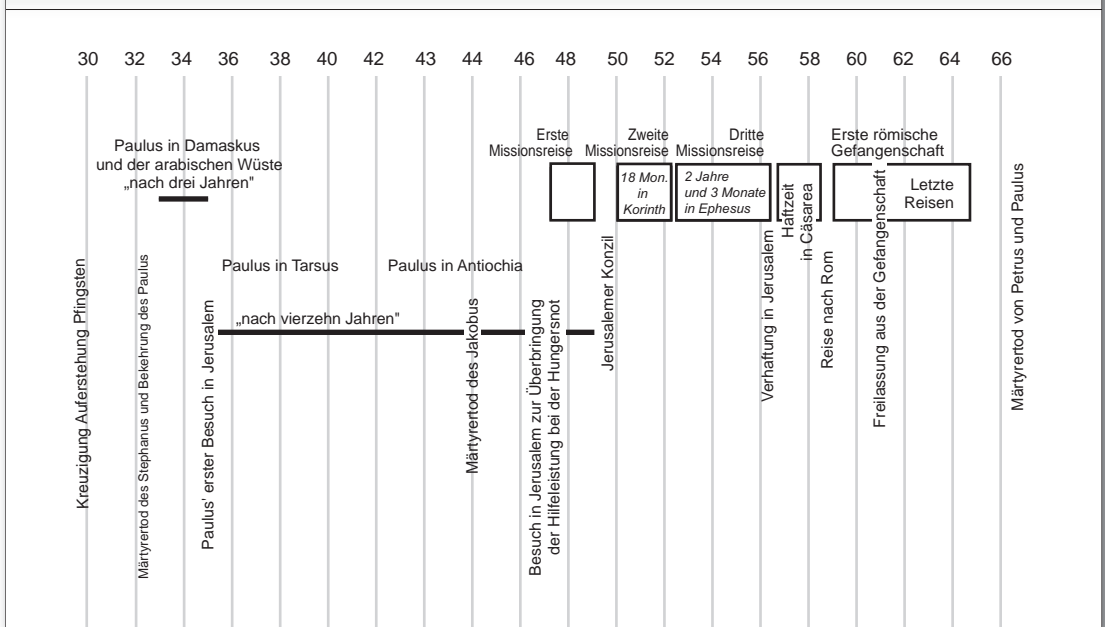 30 32 34 36 38 40 42 43 44 46 48 50 52 54 56 58 60 62 64 66
Paulus in Damaskus
und der arabischen Wüste
„nach drei Jahren"
Erste
Missionsreise
Zweite
Missionsreise
Dritte
Missionsreise
Erste römische
Gefangenschaft
18 Mon.
in
Korinth
2 Jahre
und 3 Monate
in Ephesus
Haftzeit
in Cäsarea
Letzte
Reisen
Paulus in Tarsus
Paulus in Antiochia
„nach vierzehn Jahren"
Kreuzigung Auferstehung Pfingsten
Märtyrertod des Stephanus und Bekehrung des Paulus
Paulus' erster Besuch in Jerusalem
Märtyrertod des Jakobus
Besuch in Jerusalem zur Überbringung
der Hilfeleistung bei der Hungersnot
Jerusalemer Konzil
Verhaftung in Jerusalem
Reise nach Rom
Freilassung aus der Gefangenschaft
Märtyrertod von Petrus und Paulus